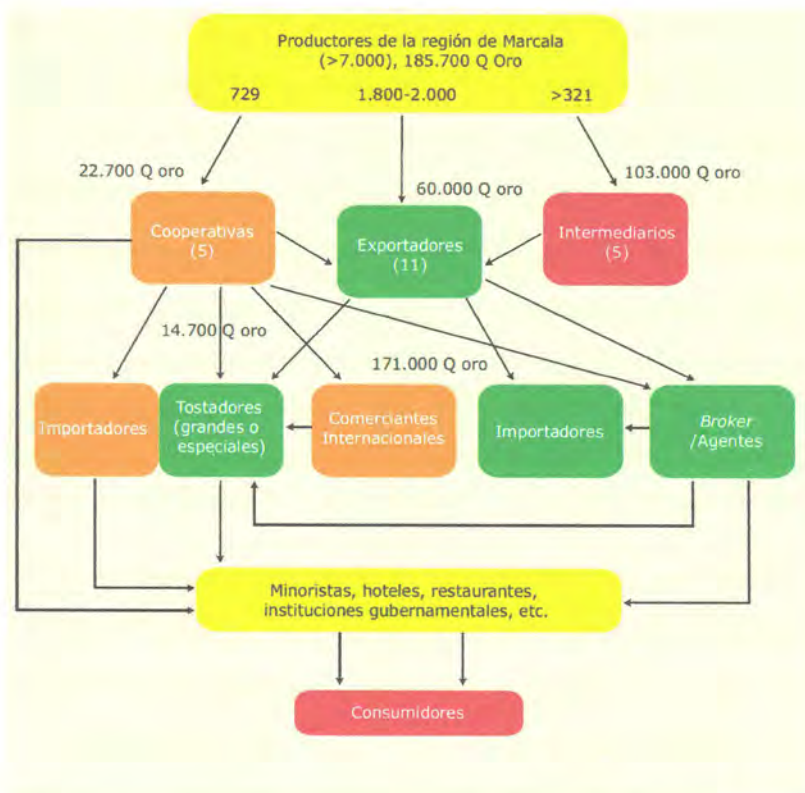 Productores de la región de Marcala
(>7.000), 185.700 Q Oro
729
1.800-2.000
>321
22.700 Q oro
60.000 Q oro
103.000 Q oro
Cooperativas
(5)
Exportadores
(11)
Intermediarios
(5)
14.700 Q oro
171.000 Q oro
Importadores
Tostadores
(grandes o
especiales)
Comerciantes
Internacionales
Importadores
Broker
/Agentes
Minoristas, hoteles, restaurantes,
instituciones gubernamentales, etc.
Consumidores